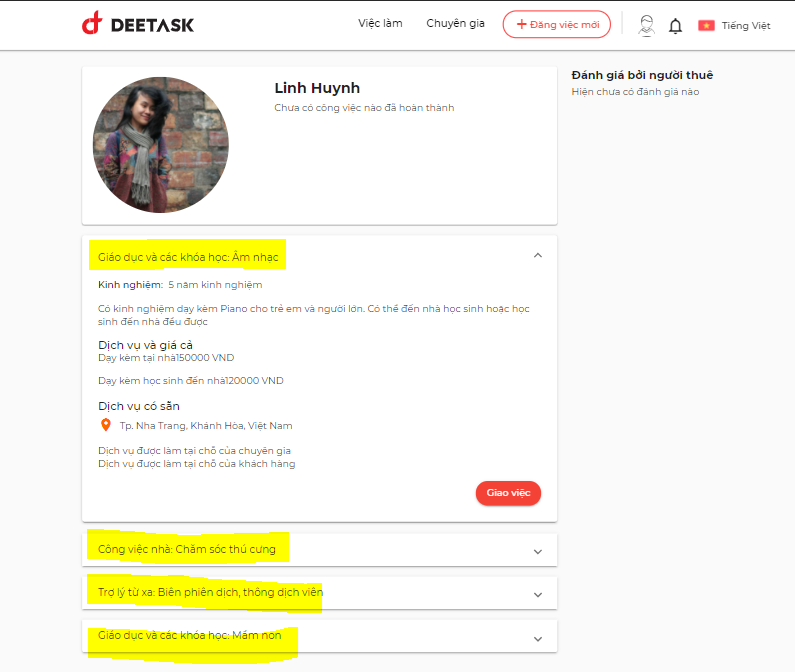 DEETASK
Việc làm
Chuyên gia
+ Đăng việc mới
Tiếng Việt
Linh Huynh
Chưa có công việc nào đã hoàn thành
Đánh giá bởi người thuê
Hiện chưa có đánh giá nào
Giáo dục và các khóa học: Âm nhạc
Kinh nghiệm: 5 năm kinh nghiệm
Có kinh nghiệm dạy kèm Piano cho trẻ em và người lớn. Có thể đến nhà học sinh hoặc học
sinh đến nhà đều được
Dịch vụ và giá cả
Dạy kèm tại nhà150000 VND
Dạy kèm học sinh đến nhà120000 VND
Dịch vụ có sẵn
Tp. Nha Trang, Khánh Hòa, Việt Nam
Dịch vụ được làm tại chỗ của chuyên gia
Dịch vụ được làm tại chỗ của khách hàng
Giao việc
Công việc nhà: Chăm sóc thú cưng
Trợ lý từ xa: Biên phiên dịch, thông dịch viên
Giáo dục và các khóa học: Mầm non